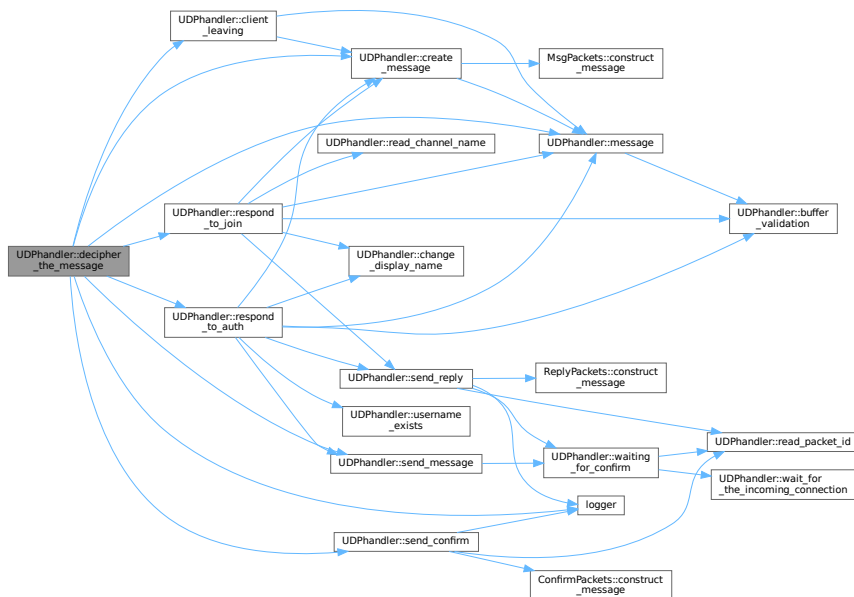 UDPhandler::client
_leaving
UDPhandler::create
_message
MsgPackets::construct
_message
UDPhandler::read_channel_name
UDPhandler::message
UDPhandler::respond
_to_join
UDPhandler::buffer
_validation
UDPhandler::decipher
_the_message
UDPhandler::change
_display_name
UDPhandler::respond
_to_auth
UDPhandler::send_reply
ReplyPackets::construct
_message
UDPhandler::username
_exists
UDPhandler::read_packet_id
UDPhandler::send_message
UDPhandler::waiting
_for_confirm
UDPhandler::wait_for
_the_incoming_connection
logger
UDPhandler::send_confirm
ConfirmPackets::construct
_message